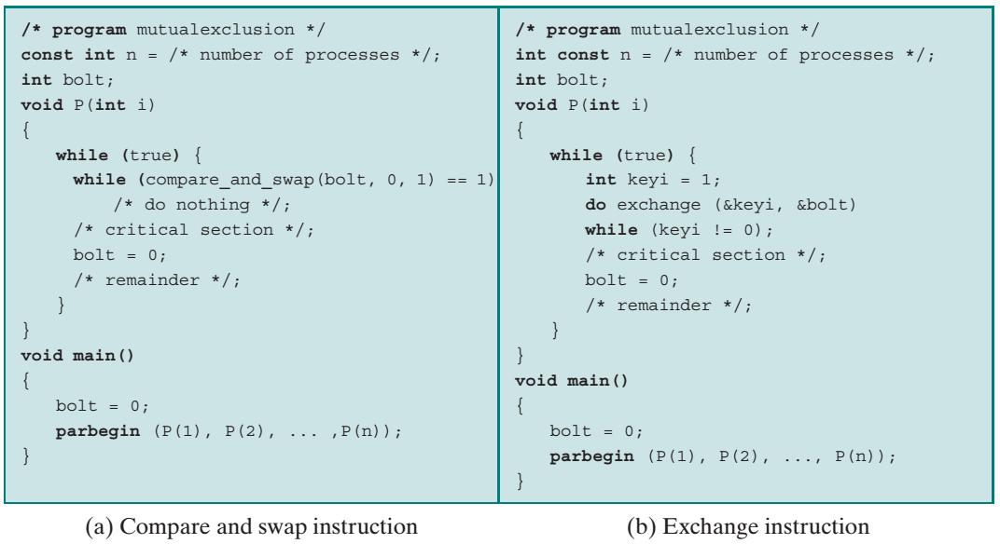 /* program mutualexclusion */
const int n = /* number of processes */;
int bolt;
void P(int i)
{
while (true) {
while (compare_and_swap(bolt, 0, 1) == 1)
/* do nothing */;
/* critical section */;
bolt = 0;
/* remainder */;
}
}
void main()
{
bolt = 0;
parbegin (P(1), P(2), ... ,P(n));
}
(a) Compare and swap instruction
/* program mutualexclusion */
int const n = /* number of processes */;
int bolt;
void P(int i)
{
while (true) {
int keyi = 1;
do exchange (&keyi, &bolt)
while (keyi != 0);
/* critical section */;
bolt = 0;
/* remainder */;
}
}
void main()
{
bolt = 0;
parbegin (P(1), P(2), ..., P(n));
}
(b) Exchange instruction